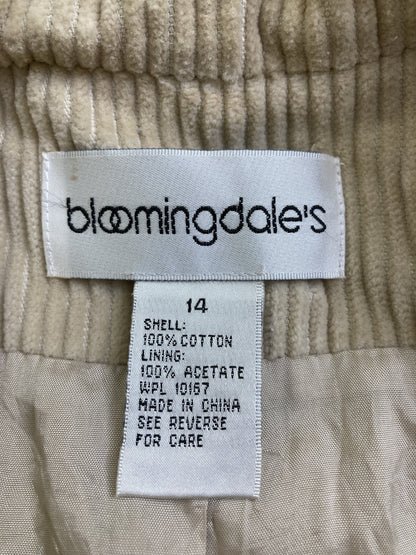 bloomingdale's
14
SHELL:
100% COTTON
LINING:
100% ACETATE
WPL 10167
MADE IN CHINA
SEE REVERSE
FOR CARE